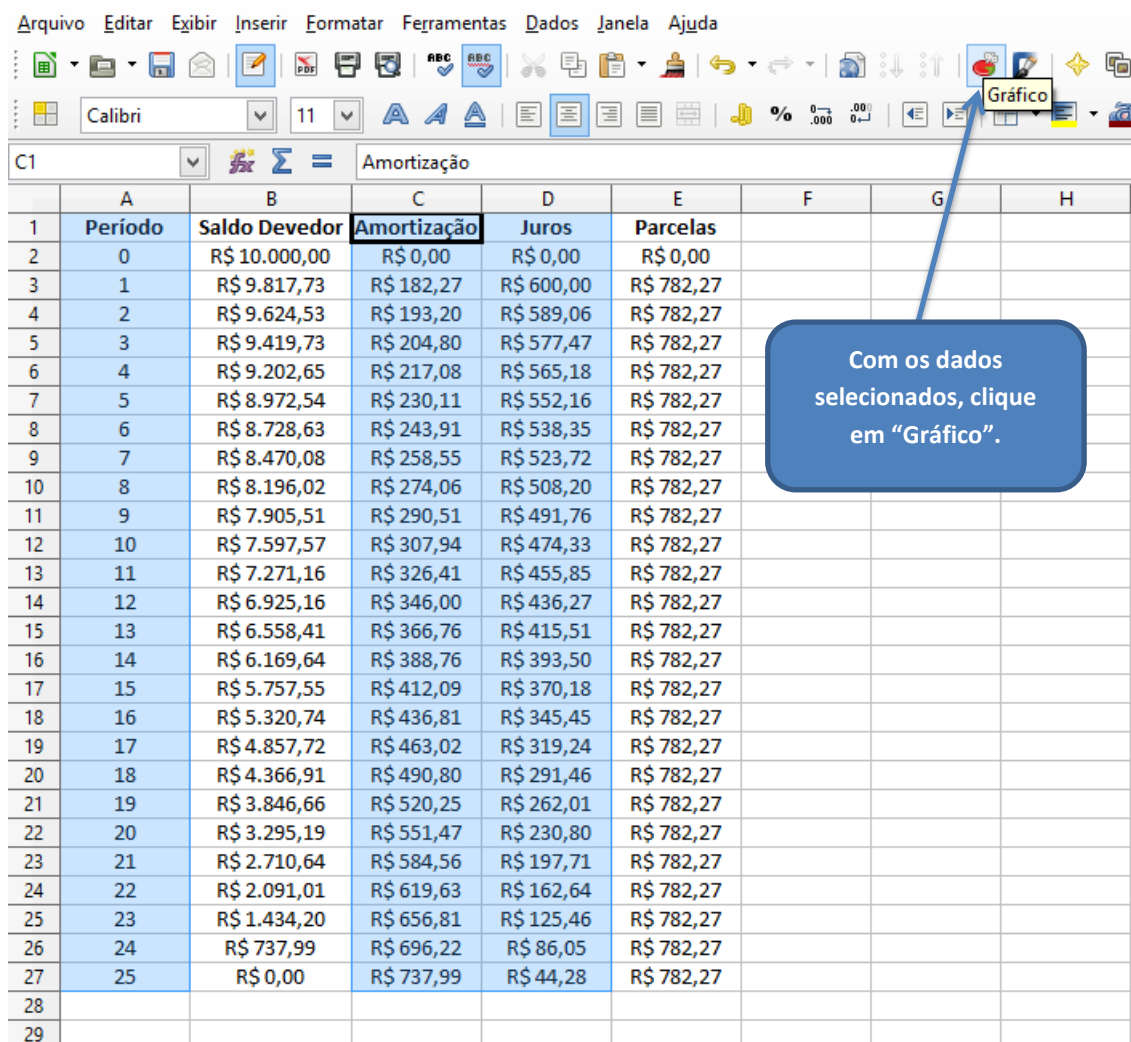 Arquivo Editar Exibir Inserir Formatar Ferramentas Dados Janela Ajuda
PDF ABC ABC
Gráfico
Calibri 11 % 0 .000 .000 0
C1 fx Σ = Amortização
A B C D E F G H
1 Período Saldo Devedor Amortização Juros Parcelas
2 0 R$ 10.000,00 R$ 0,00 R$ 0,00 R$ 0,00
3 1 R$ 9.817,73 R$ 182,27 R$ 600,00 R$ 782,27
4 2 R$ 9.624,53 R$ 193,20 R$ 589,06 R$ 782,27
5 3 R$ 9.419,73 R$ 204,80 R$ 577,47 R$ 782,27
6 4 R$ 9.202,65 R$ 217,08 R$ 565,18 R$ 782,27
7 5 R$ 8.972,54 R$ 230,11 R$ 552,16 R$ 782,27
8 6 R$ 8.728,63 R$ 243,91 R$ 538,35 R$ 782,27
9 7 R$ 8.470,08 R$ 258,55 R$ 523,72 R$ 782,27
10 8 R$ 8.196,02 R$ 274,06 R$ 508,20 R$ 782,27
11 9 R$ 7.905,51 R$ 290,51 R$ 491,76 R$ 782,27
12 10 R$ 7.597,57 R$ 307,94 R$ 474,33 R$ 782,27
13 11 R$ 7.271,16 R$ 326,41 R$ 455,85 R$ 782,27
14 12 R$ 6.925,16 R$ 346,00 R$ 436,27 R$ 782,27
15 13 R$ 6.558,41 R$ 366,76 R$ 415,51 R$ 782,27
16 14 R$ 6.169,64 R$ 388,76 R$ 393,50 R$ 782,27
17 15 R$ 5.757,55 R$ 412,09 R$ 370,18 R$ 782,27
18 16 R$ 5.320,74 R$ 436,81 R$ 345,45 R$ 782,27
19 17 R$ 4.857,72 R$ 463,02 R$ 319,24 R$ 782,27
20 18 R$ 4.366,91 R$ 490,80 R$ 291,46 R$ 782,27
21 19 R$ 3.846,66 R$ 520,25 R$ 262,01 R$ 782,27
22 20 R$ 3.295,19 R$ 551,47 R$ 230,80 R$ 782,27
23 21 R$ 2.710,64 R$ 584,56 R$ 197,71 R$ 782,27
24 22 R$ 2.091,01 R$ 619,63 R$ 162,64 R$ 782,27
25 23 R$ 1.434,20 R$ 656,81 R$ 125,46 R$ 782,27
26 24 R$ 737,99 R$ 696,22 R$ 86,05 R$ 782,27
27 25 R$ 0,00 R$ 737,99 R$ 44,28 R$ 782,27
28
29
Com os dados
selecionados, clique
em “Gráfico”.